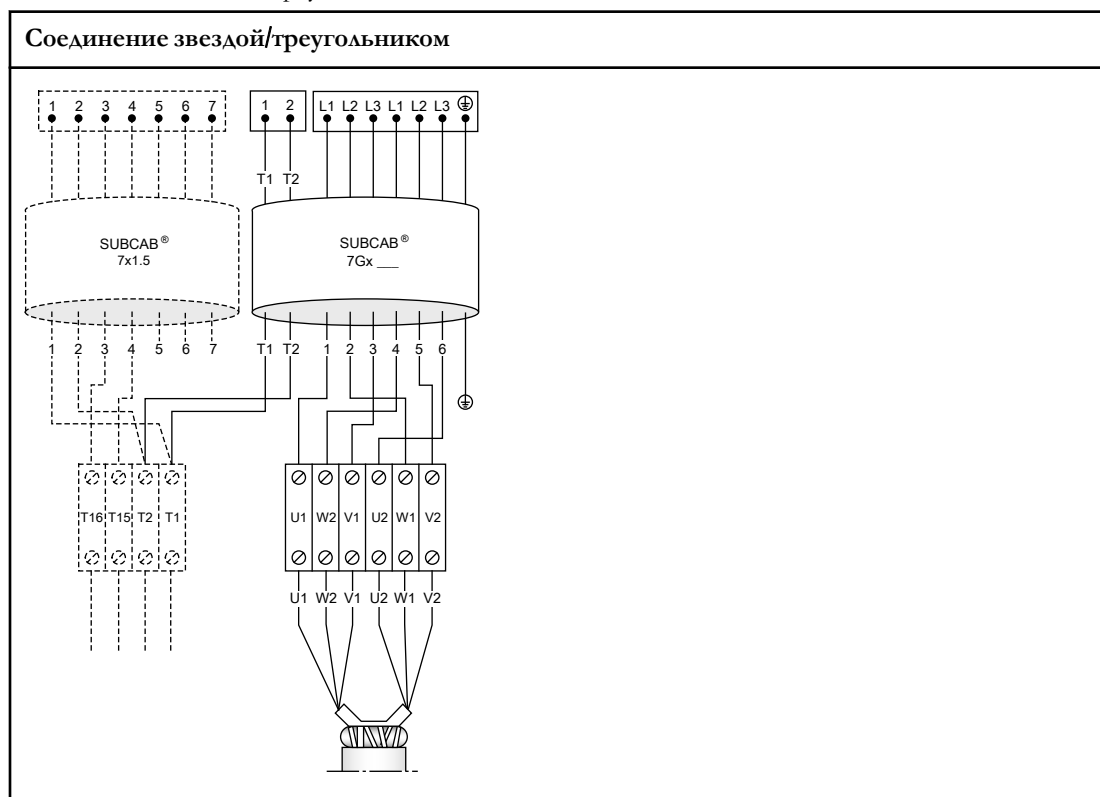 Соединение звездой/треугольником
1 2 3 4 5 6 7 1 2 L1 L2 L3 L1 L2 L3
T1 T2
SUBCAB® SUBCAB®
7x1.5 7Gx ___
1 2 3 4 5 6 7 T1 T2 1 2 3 4 5 6
T16 T15 T2 T1 U1 W2 V1 U2 W1 V2
U1 W2 V1 U2 W1 V2